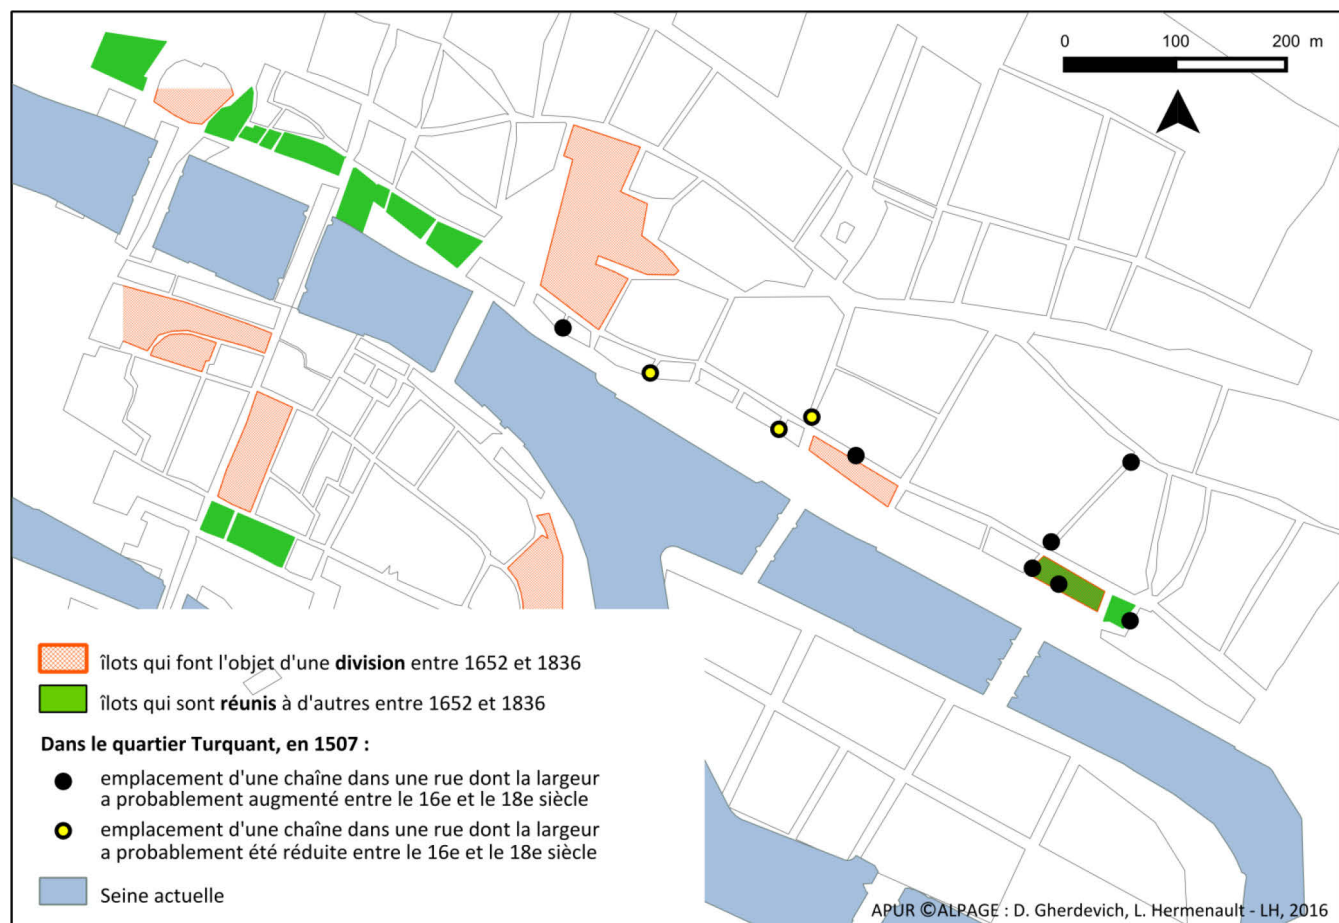 0 100 200 m
îlots qui font l'objet d'une division entre 1652 et 1836
îlots qui sont réunis à d'autres entre 1652 et 1836
Dans le quartier Turquant, en 1507 :
emplacement d'une chaîne dans une rue dont la largeur
a probablement augmenté entre le 16e et le 18e siècle
emplacement d'une chaîne dans une rue dont la largeur
a probablement été réduite entre le 16e et le 18e siècle
Seine actuelle
APUR ©ALPAGE : D. Gherdevich, L. Hermenault - LH, 2016